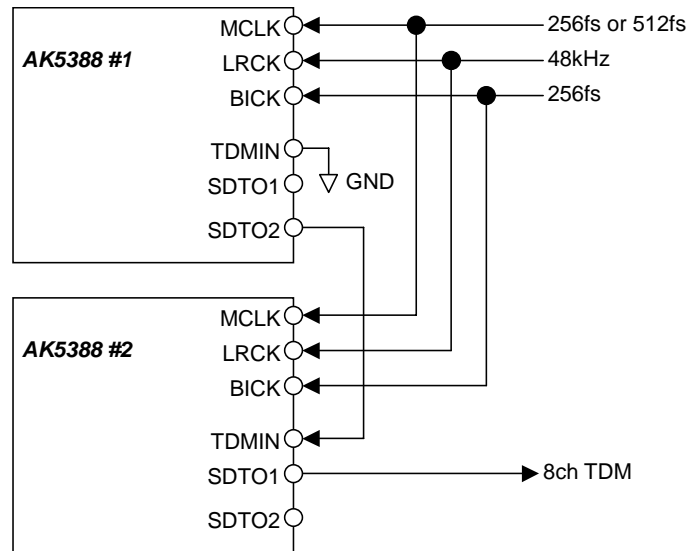 AK5388 #1
MCLK
LRCK
BICK
TDMIN
SDTO1
SDTO2
GND
256fs or 512fs
48kHz
256fs
AK5388 #2
MCLK
LRCK
BICK
TDMIN
SDTO1
SDTO2
8ch TDM